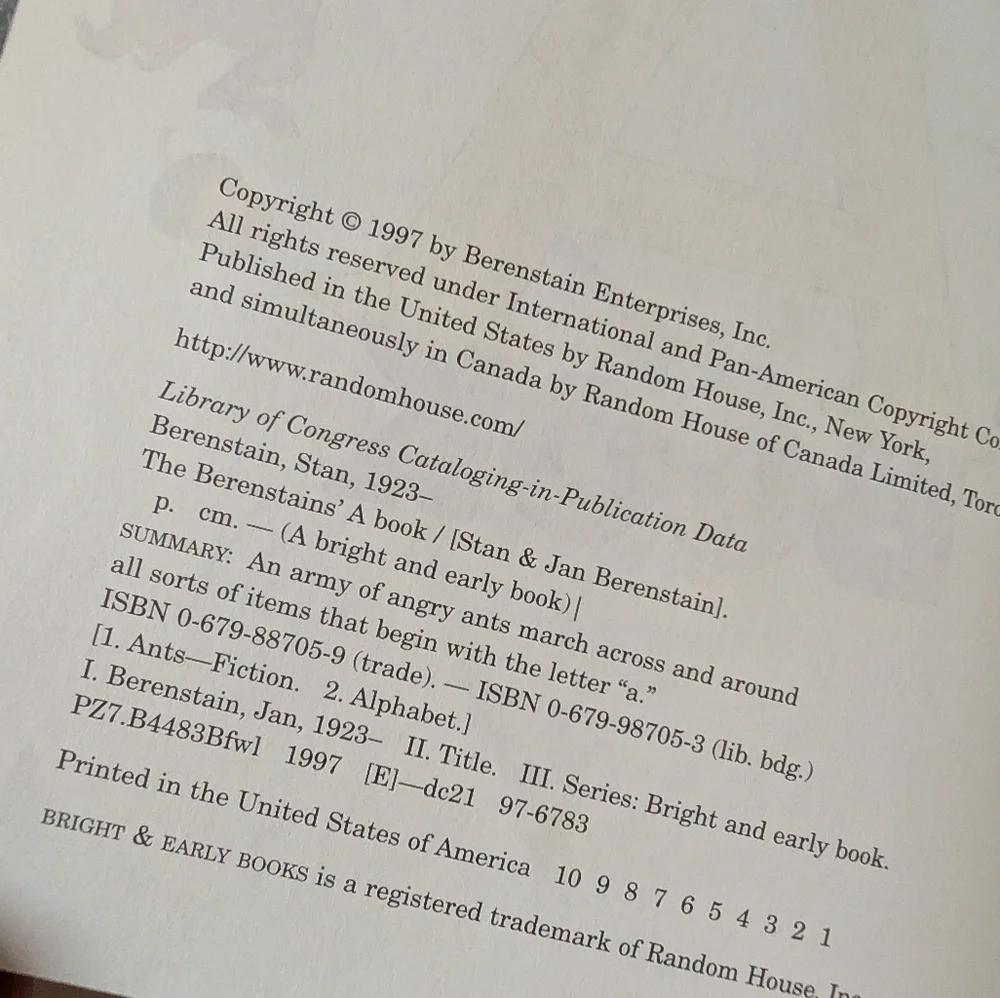 Copyright © 1997 by Berenstain Enterprises, Inc.
All rights reserved under International and Pan-American Copyright Co
Published in the United States by Random House, Inc., New York,
and simultaneously in Canada by Random House of Canada Limited, Toro
http://www.randomhouse.com/
Library of Congress Cataloging-in-Publication Data
Berenstain, Stan, 1923–
The Berenstains' A book / [Stan & Jan Berenstain].
p. cm. — (A bright and early book)|
SUMMARY: An army of angry ants march across and around
all sorts of items that begin with the letter “a.”
ISBN 0-679-88705-9 (trade). — ISBN 0-679-98705-3 (lib. bdg.)
[1. Ants—Fiction. 2. Alphabet.]
I. Berenstain, Jan, 1923– II. Title. III. Series: Bright and early book.
PZ7.B4483Bfwl 1997 [E]—dc21 97-6783
Printed in the United States of America 10 9 8 7 6 5 4 3 2 1
BRIGHT & EARLY BOOKS is a registered trademark of Random House, Inc